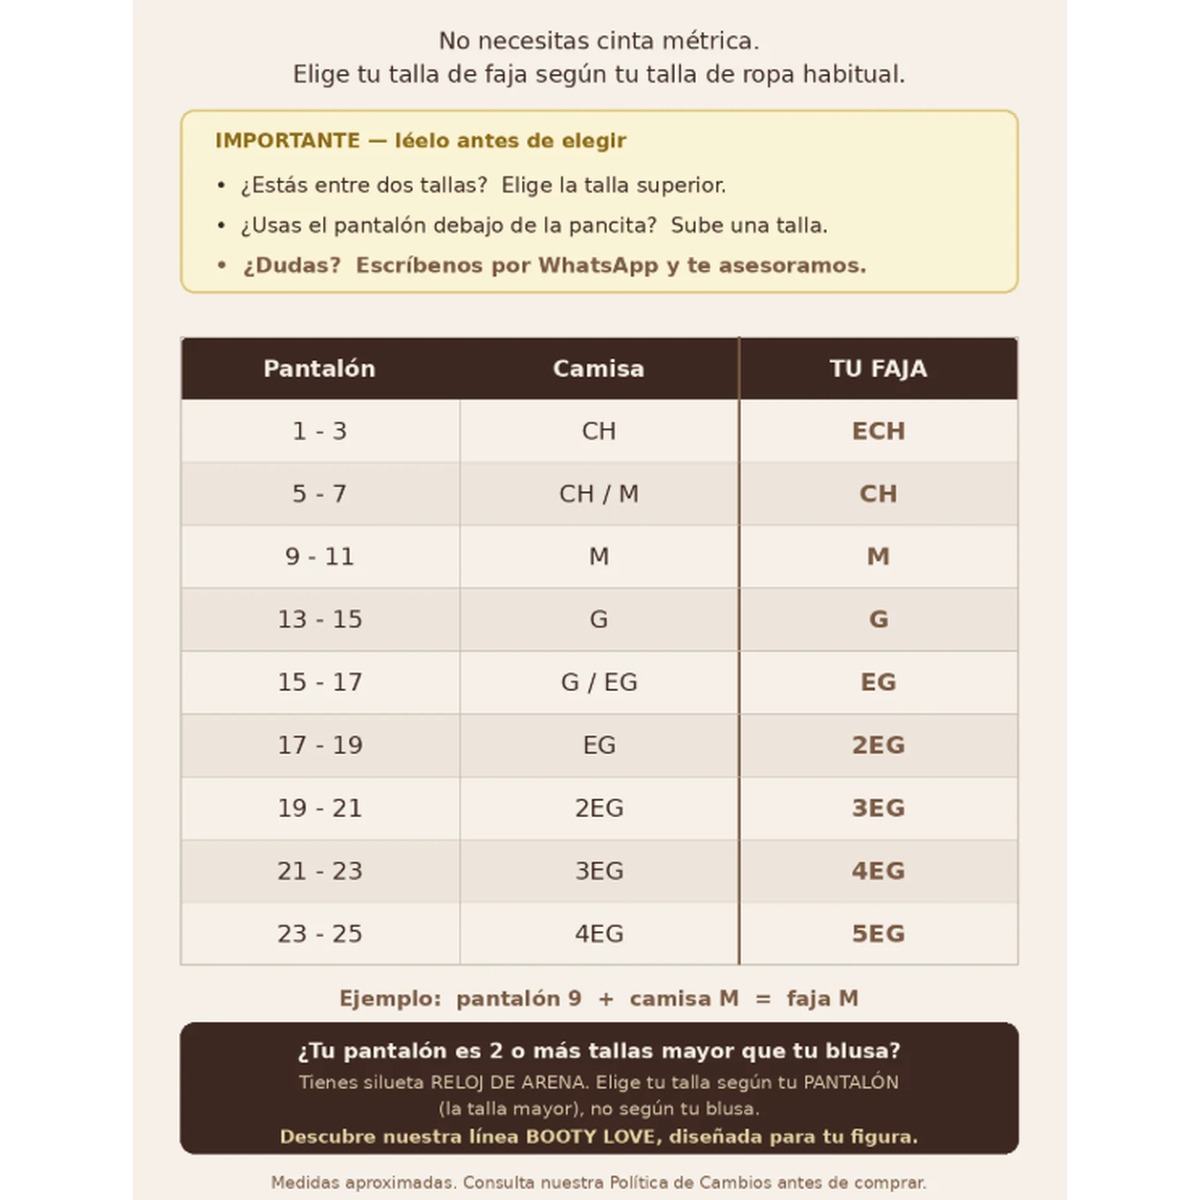 No necesitas cinta métrica.
Elige tu talla de faja según tu talla de ropa habitual.
IMPORTANTE — léelo antes de elegir
• ¿Estás entre dos tallas? Elige la talla superior.
• ¿Usas el pantalón debajo de la pancita? Sube una talla.
• ¿Dudas? Escríbenos por WhatsApp y te asesoramos.
Pantalón Camisa TU FAJA
1 - 3 CH ECH
5 - 7 CH / M CH
9 - 11 M M
13 - 15 G G
15 - 17 G / EG EG
17 - 19 EG 2EG
19 - 21 2EG 3EG
21 - 23 3EG 4EG
23 - 25 4EG 5EG
Ejemplo: pantalón 9 + camisa M = faja M
¿Tu pantalón es 2 o más tallas mayor que tu blusa?
Tienes silueta RELOJ DE ARENA. Elige tu talla según tu PANTALÓN
(la talla mayor), no según tu blusa.
Descubre nuestra línea BOOTY LOVE, diseñada para tu figura.
Medidas aproximadas. Consulta nuestra Política de Cambios antes de comprar.